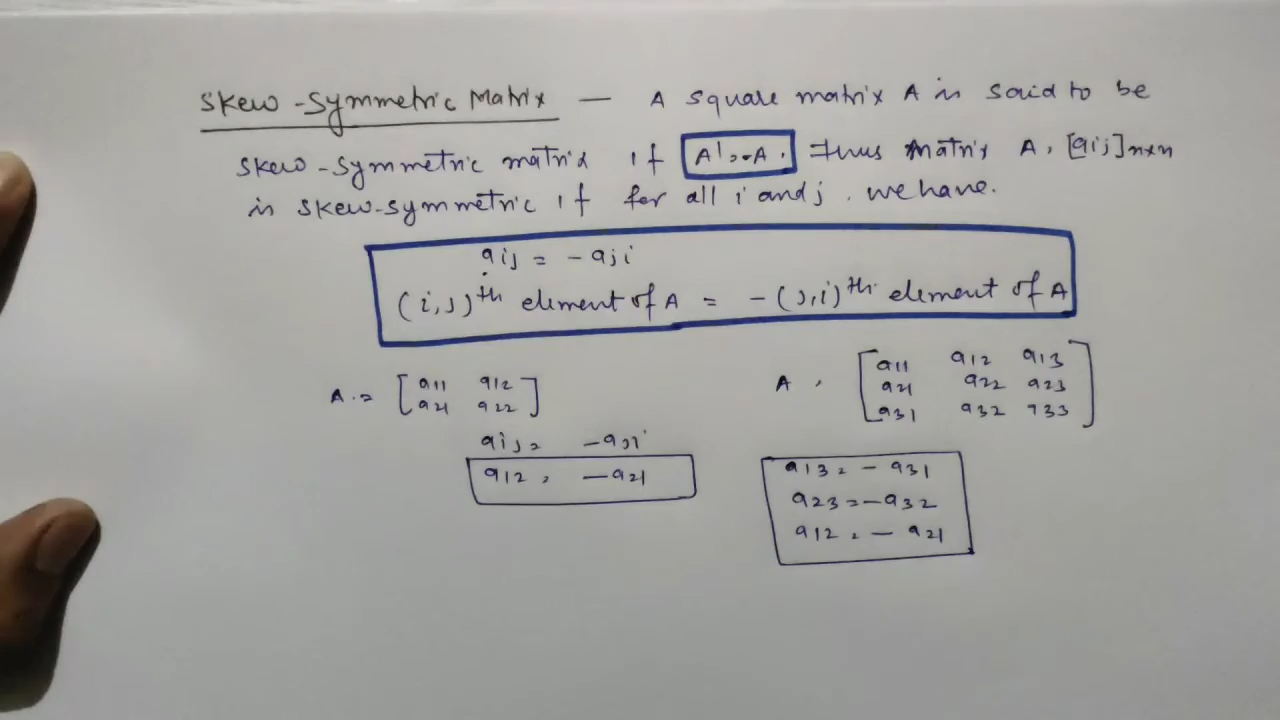 Skew-Symmetric Matrix — A square matrix A is said to be
skew-symmetric matrix if A' = -A. Thus matrix A = [aij]n×n
is skew-symmetric if for all i and j. we have.
aij = -aji
(i,j)th element of A = -(j,i)th element of A
A = [a11 a12
a21 a22]
aij = -aji
a12 = -a21
A = [a11 a12 a13
a21 a22 a23
a31 a32 a33]
a13 = -a31
a23 = -a32
a12 = -a21